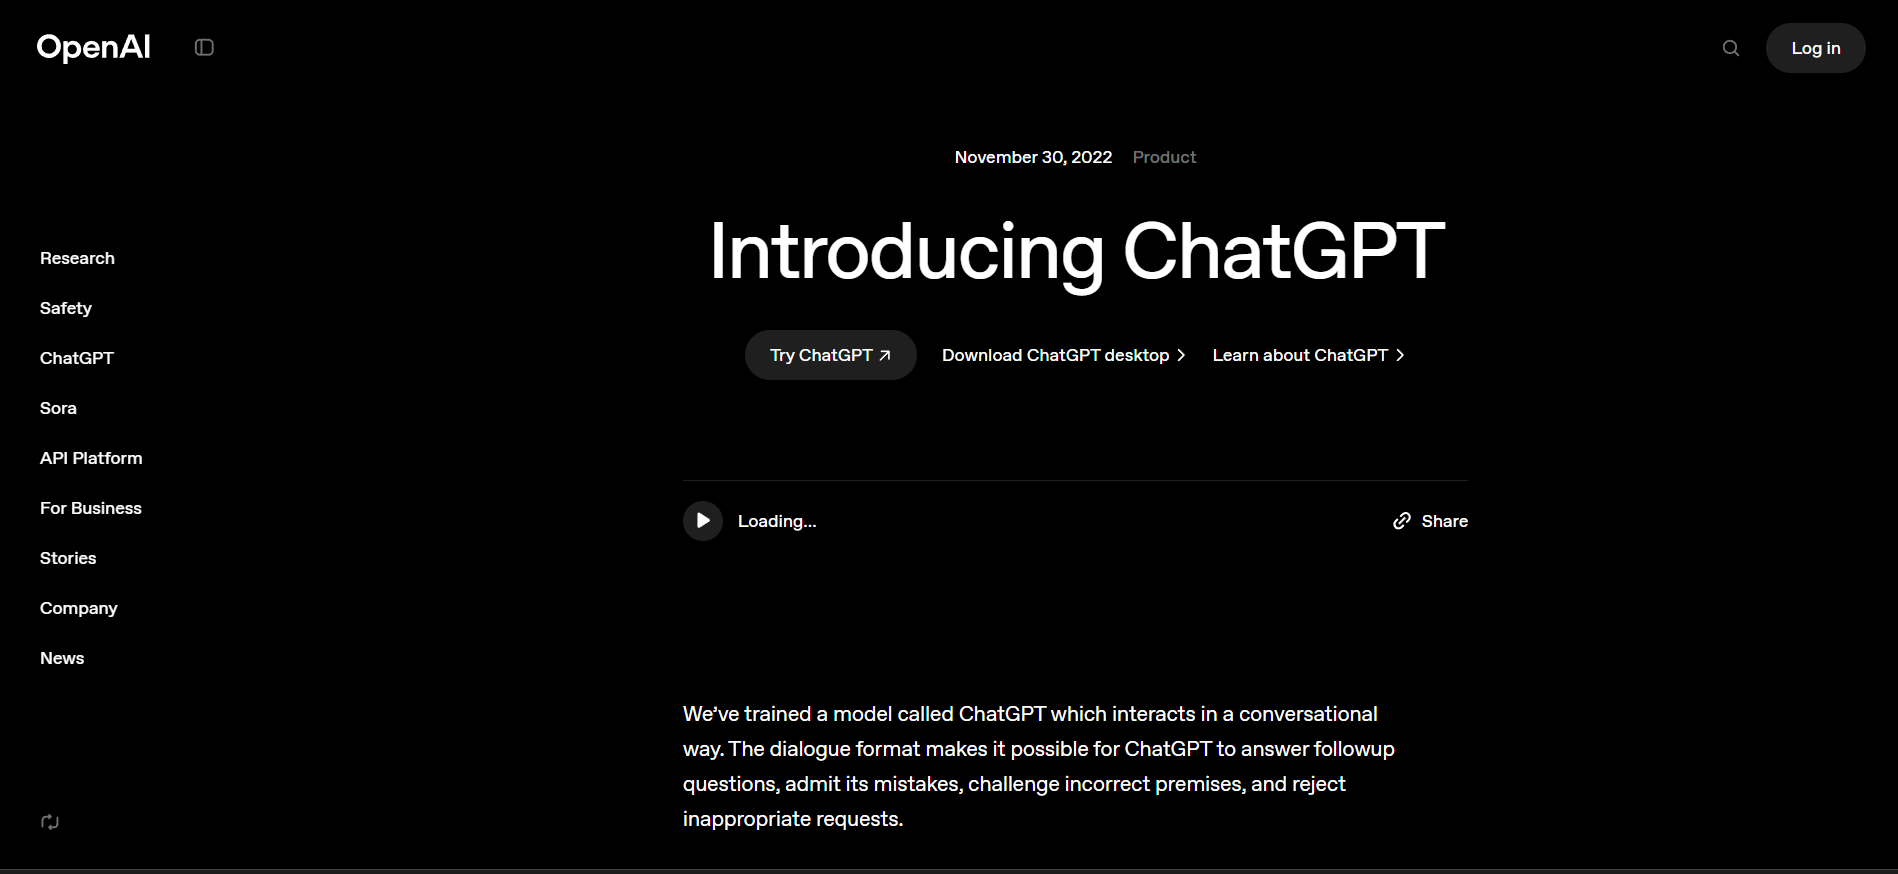 OpenAI
Log in
November 30, 2022 Product
Introducing ChatGPT
Try ChatGPT
Download ChatGPT desktop
Learn about ChatGPT
Loading...
Share
Research
Safety
ChatGPT
Sora
API Platform
For Business
Stories
Company
News
We’ve trained a model called ChatGPT which interacts in a conversational
way. The dialogue format makes it possible for ChatGPT to answer followup
questions, admit its mistakes, challenge incorrect premises, and reject
inappropriate requests.